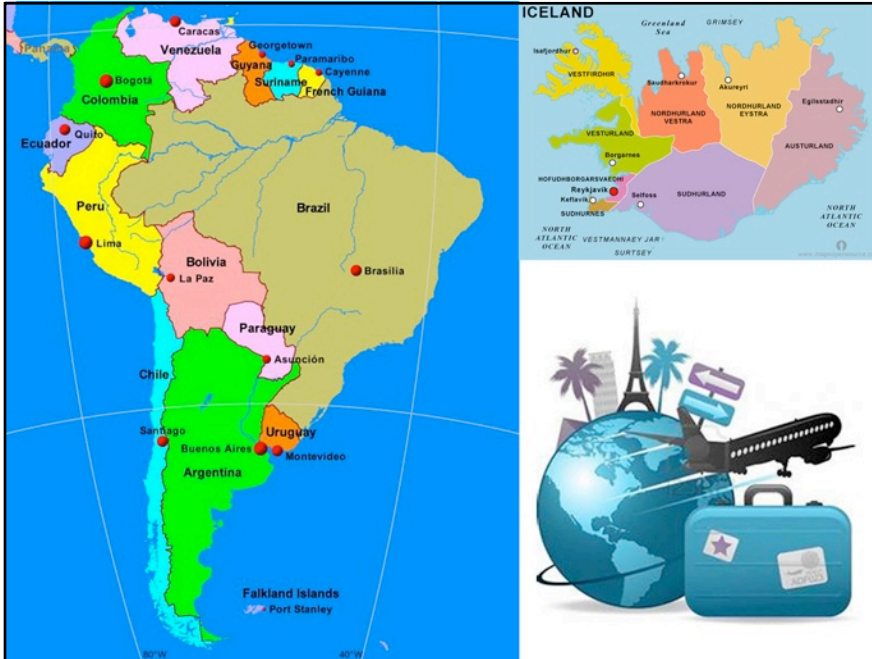 Panama
Caracas
Venezuela
Georgetown
Paramaribo
Guyana
Cayenne
Suriname
French Guiana
Bogotá
Colombia
Quito
Ecuador
Peru
Brazil
Lima
Bolivia
La Paz
Brasília
Paraguay
Asunción
Chile
Santiago
Uruguay
Buenos Aires
Montevideo
Argentina
Falkland Islands
Port Stanley
80°W
40°W
ICELAND
Greenland
Sea
GRIMSEY
Isafjordhur
VESTFIRDHIR
Saudharkrokur
Akureyri
NORDHURLAND
VESTRA
NORDHURLAND
EYSTRA
Egilsstadhir
VESTURLAND
AUSTURLAND
Borgarnes
HOFUDHBORGARSVAEDHI
Reykjavik
Keflavik
Selfoss
SUDHURLAND
SUDHURNES
NORTH
ATLANTIC
OCEAN
VESTMANNAEYJAR
SURTSEY
NORTH
ATLANTIC
OCEAN
ADP023